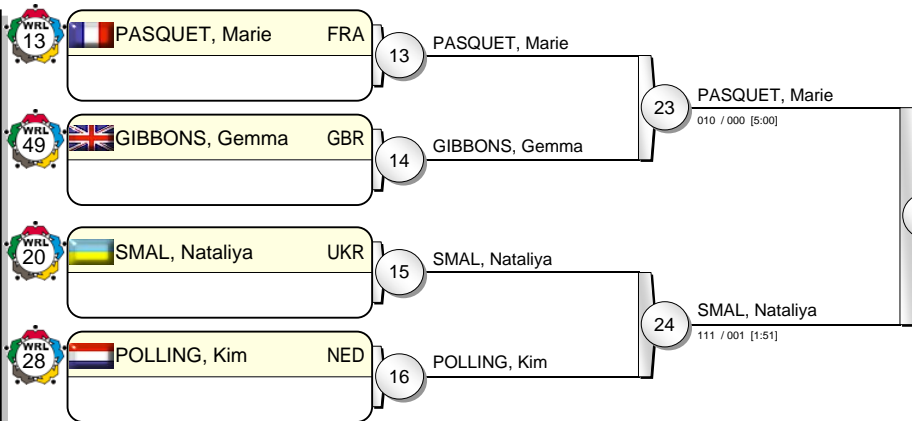 WRL
13
PASQUET, Marie FRA
13
PASQUET, Marie
23
PASQUET, Marie
010 / 000 [5:00]
WRL
49
GIBBONS, Gemma GBR
14
GIBBONS, Gemma
WRL
20
SMAL, Nataliya UKR
15
SMAL, Nataliya
24
SMAL, Nataliya
111 / 001 [1:51]
WRL
28
POLLING, Kim NED
16
POLLING, Kim